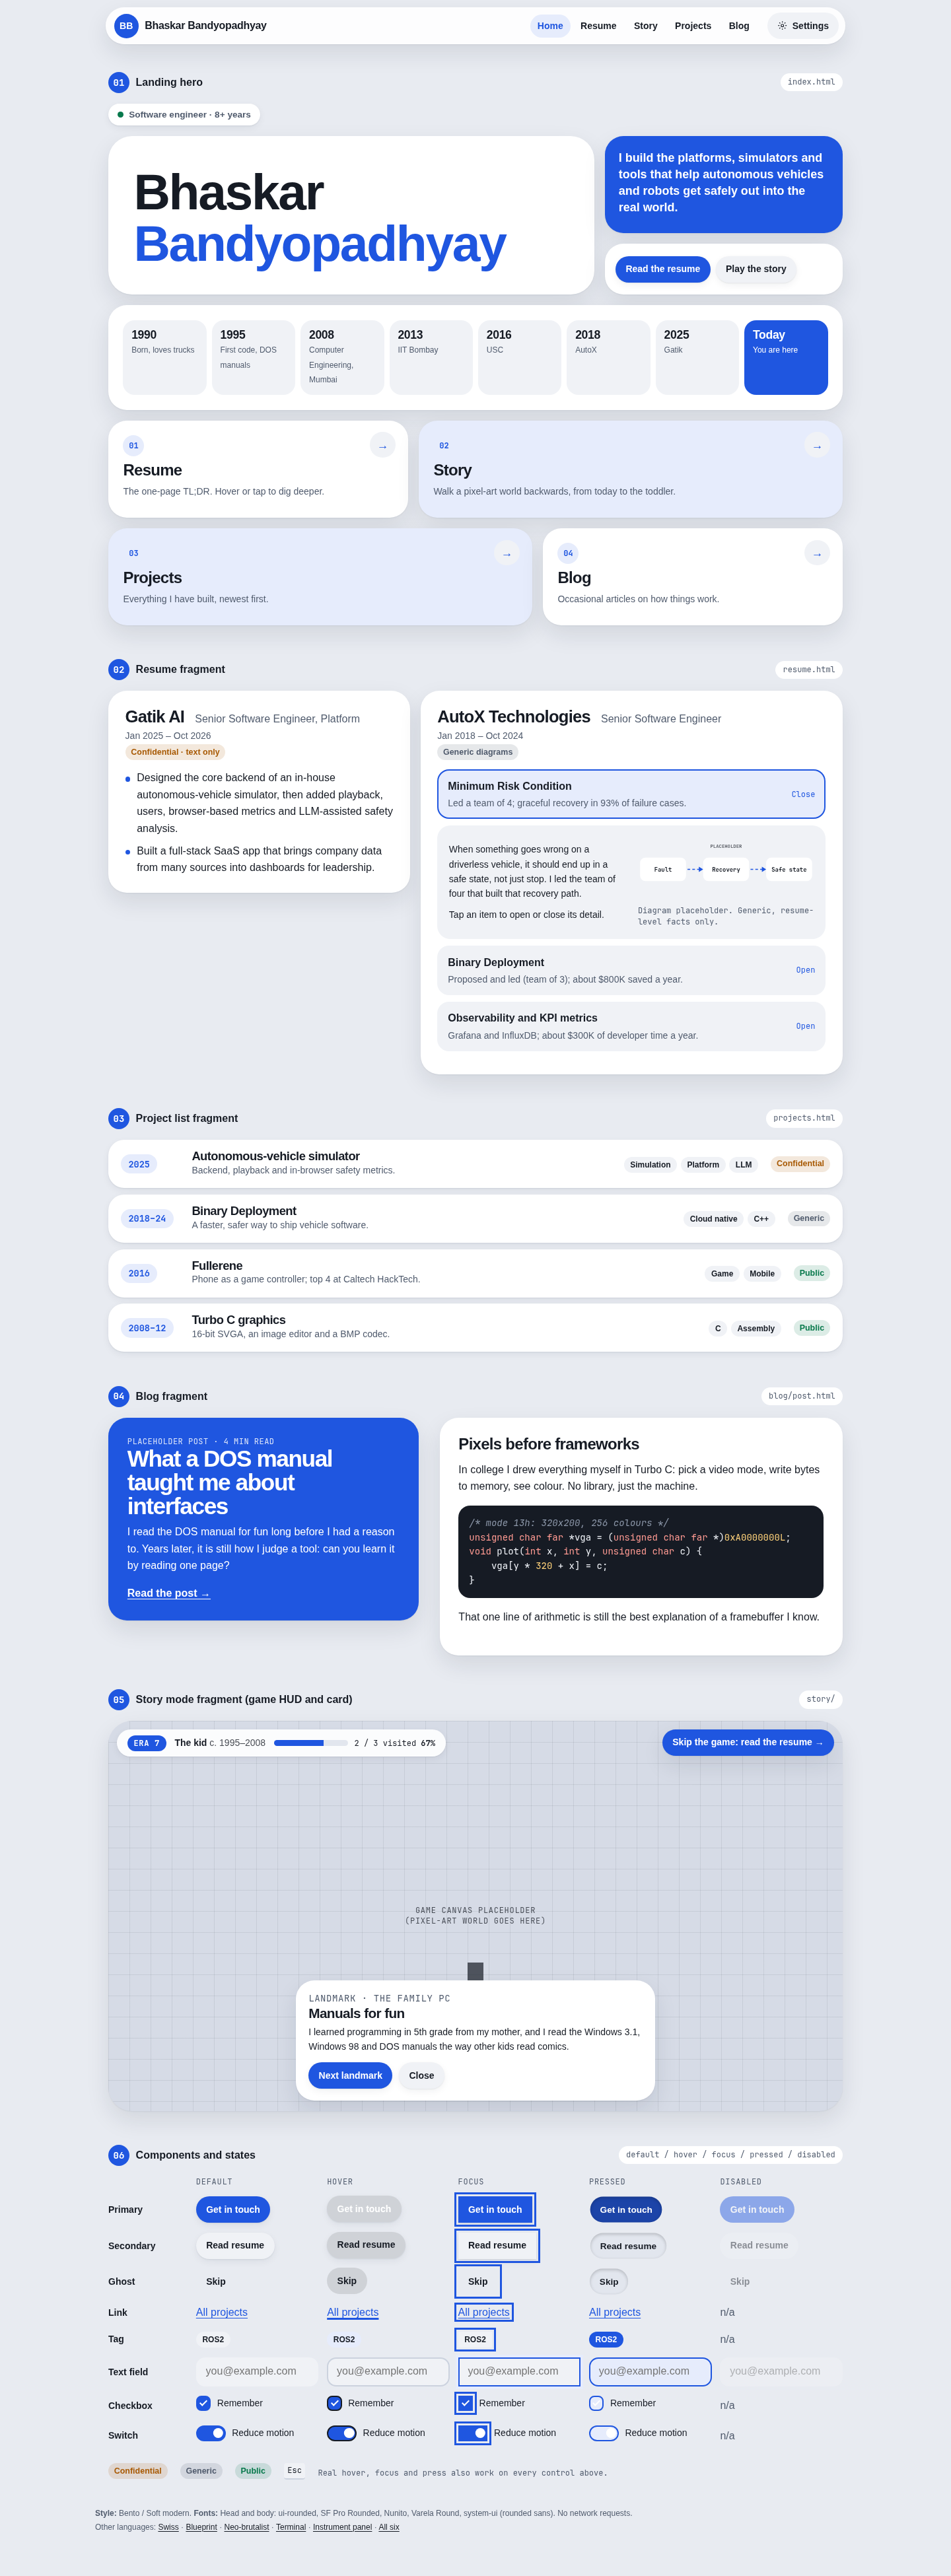 BB Bhaskar Bandyopadhyay Home Resume Story Projects Blog Settings
01 Landing hero index.html
Software engineer · 8+ years
Bhaskar
Bandyopadhyay
I build the platforms, simulators and
tools that help autonomous vehicles
and robots get safely out into the
real world.
Read the resume Play the story
1990
Born, loves trucks
1995
First code, DOS
manuals
2008
Computer
Engineering,
Mumbai
2013
IIT Bombay
2016
USC
2018
AutoX
2025
Gatik
Today
You are here
01 →
Resume
The one-page TL;DR. Hover or tap to dig deeper.
02 →
Story
Walk a pixel-art world backwards, from today to the toddler.
03 →
Projects
Everything I have built, newest first.
04 →
Blog
Occasional articles on how things work.
02 Resume fragment resume.html
Gatik AI Senior Software Engineer, Platform
Jan 2025 – Oct 2026
Confidential · text only
Designed the core backend of an in-house
autonomous-vehicle simulator, then added playback,
users, browser-based metrics and LLM-assisted safety
analysis.
Built a full-stack SaaS app that brings company data
from many sources into dashboards for leadership.
AutoX Technologies Senior Software Engineer
Jan 2018 – Oct 2024
Generic diagrams
Minimum Risk Condition
Led a team of 4; graceful recovery in 93% of failure cases.
Close
When something goes wrong on a
driverless vehicle, it should end up in a
safe state, not just stop. I led the team of
four that built that recovery path.
Tap an item to open or close its detail.
PLACEHOLDER
Fault Recovery Safe state
Diagram placeholder. Generic, resume-
level facts only.
Binary Deployment
Proposed and led (team of 3); about $800K saved a year.
Open
Observability and KPI metrics
Grafana and InfluxDB; about $300K of developer time a year.
Open
03 Project list fragment projects.html
2025 Autonomous-vehicle simulator
Backend, playback and in-browser safety metrics.
Simulation Platform LLM Confidential
2018–24 Binary Deployment
A faster, safer way to ship vehicle software.
Cloud native C++ Generic
2016 Fullerene
Phone as a game controller; top 4 at Caltech HackTech.
Game Mobile Public
2008–12 Turbo C graphics
16-bit SVGA, an image editor and a BMP codec.
C Assembly Public
04 Blog fragment blog/post.html
PLACEHOLDER POST · 4 MIN READ
What a DOS manual
taught me about
interfaces
I read the DOS manual for fun long before I had a reason
to. Years later, it is still how I judge a tool: can you learn it
by reading one page?
Read the post →
Pixels before frameworks
In college I drew everything myself in Turbo C: pick a video mode, write bytes
to memory, see colour. No library, just the machine.
/* mode 13h: 320x200, 256 colours */
unsigned char far *vga = (unsigned char far *)0xA0000000L;
void plot(int x, int y, unsigned char c) {
vga[y * 320 + x] = c;
}
That one line of arithmetic is still the best explanation of a framebuffer I know.
05 Story mode fragment (game HUD and card) story/
ERA 7 The kid c. 1995–2008 2 / 3 visited 67%
Skip the game: read the resume →
GAME CANVAS PLACEHOLDER
(PIXEL-ART WORLD GOES HERE)
LANDMARK · THE FAMILY PC
Manuals for fun
I learned programming in 5th grade from my mother, and I read the Windows 3.1,
Windows 98 and DOS manuals the way other kids read comics.
Next landmark Close
06 Components and states default / hover / focus / pressed / disabled
DEFAULT HOVER FOCUS PRESSED DISABLED
Primary Get in touch Get in touch Get in touch Get in touch Get in touch
Secondary Read resume Read resume Read resume Read resume Read resume
Ghost Skip Skip Skip Skip Skip
Link All projects All projects All projects All projects n/a
Tag ROS2 ROS2 ROS2 ROS2 n/a
Text field you@example.com you@example.com you@example.com you@example.com you@example.com
Checkbox Remember Remember Remember Remember n/a
Switch Reduce motion Reduce motion Reduce motion Reduce motion n/a
Confidential Generic Public Esc Real hover, focus and press also work on every control above.
Style: Bento / Soft modern. Fonts: Head and body: ui-rounded, SF Pro Rounded, Nunito, Varela Round, system-ui (rounded sans). No network requests.
Other languages: Swiss · Blueprint · Neo-brutalist · Terminal · Instrument panel · All six